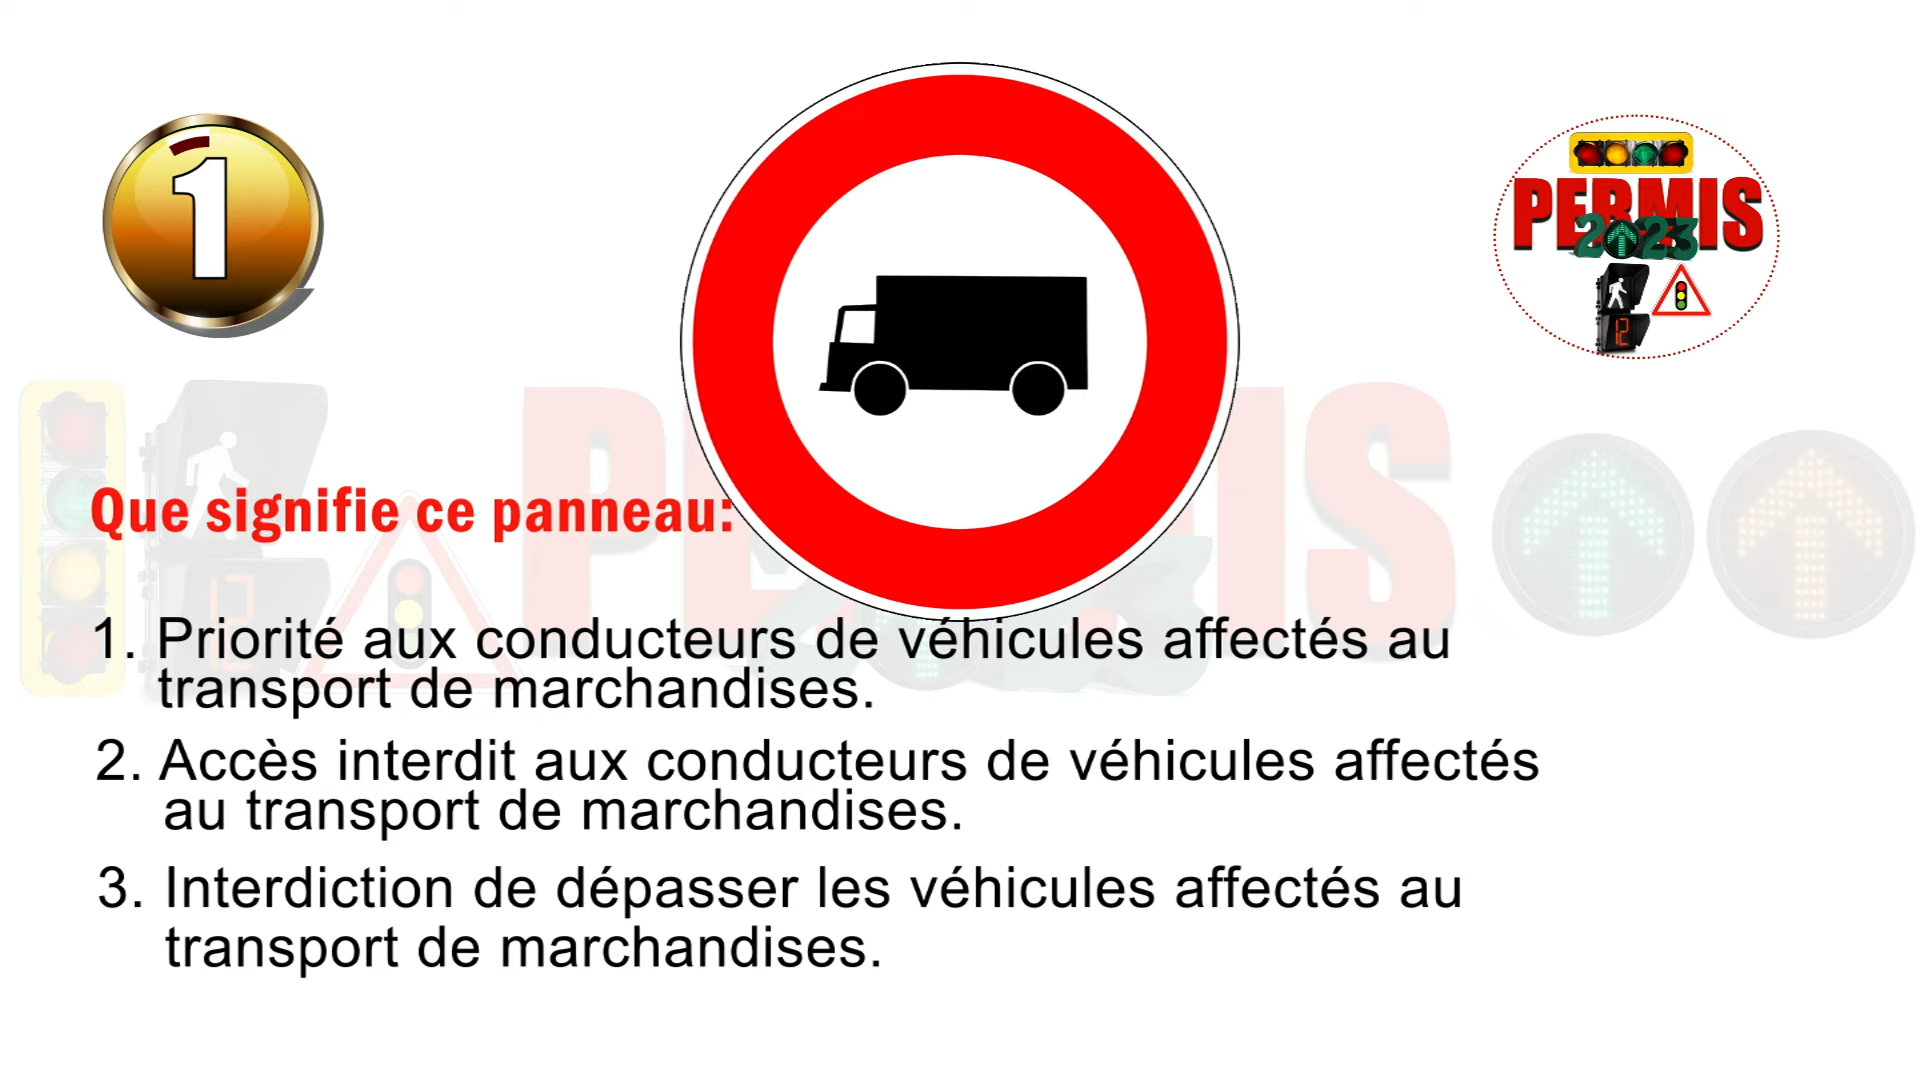 1
PERMIS
2023
12
Que signifie ce panneau:
1. Priorité aux conducteurs de véhicules affectés au
transport de marchandises.
2. Accès interdit aux conducteurs de véhicules affectés
au transport de marchandises.
3. Interdiction de dépasser les véhicules affectés au
transport de marchandises.